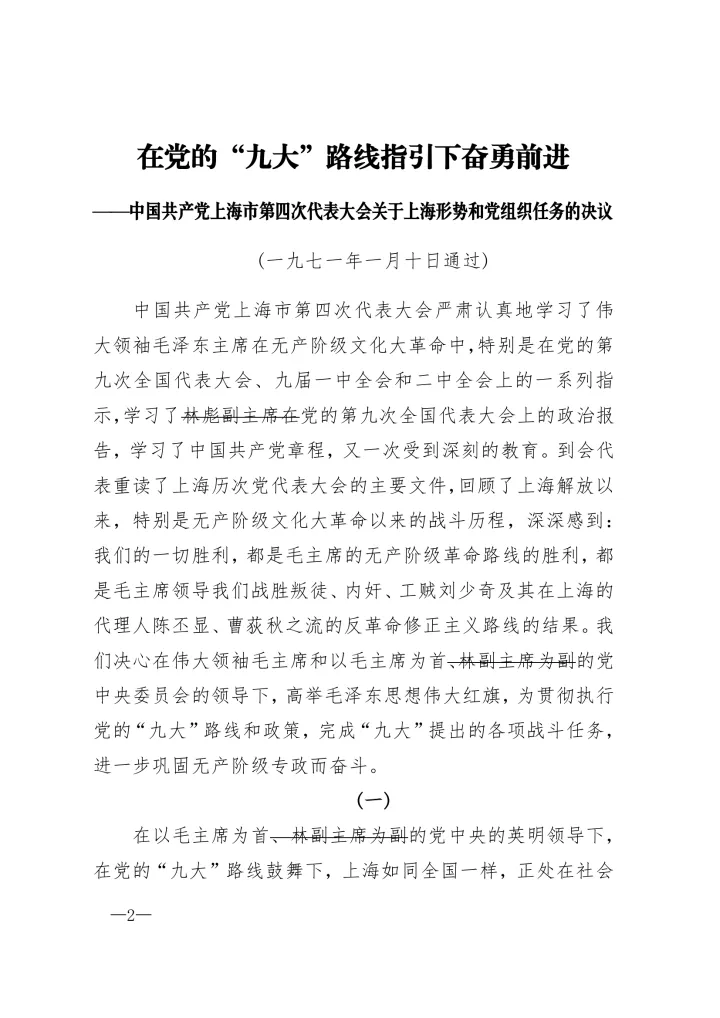 在党的“九大”路线指引下奋勇前进
——中国共产党上海市第四次代表大会关于上海形势和党组织任务的决议
(一九七一年一月十日通过)
中国共产党上海市第四次代表大会严肃认真地学习了伟
大领袖毛泽东主席在无产阶级文化大革命中,特别是在党的第
九次全国代表大会、九届一中全会和二中全会上的一系列指
示,学习了林彪副主席在党的第九次全国代表大会上的政治报
告，学习了中国共产党章程，又一次受到深刻的教育。到会代
表重读了上海历次党代表大会的主要文件,回顾了上海解放以
来，特别是无产阶级文化大革命以来的战斗历程，深深感到：
我们的一切胜利，都是毛主席的无产阶级革命路线的胜利，都
是毛主席领导我们战胜叛徒、内奸、工贼刘少奇及其在上海的
代理人陈丕显、曹荻秋之流的反革命修正主义路线的结果。我
们决心在伟大领袖毛主席和以毛主席为首、林副主席为副的党
中央委员会的领导下，高举毛泽东思想伟大红旗，为贯彻执行
党的“九大”路线和政策，完成“九大”提出的各项战斗任务，
进一步巩固无产阶级专政而奋斗。
(一)
在以毛主席为首、林副主席为副的党中央的英明领导下，
在党的“九大”路线鼓舞下，上海如同全国一样，正处在社会
—2—